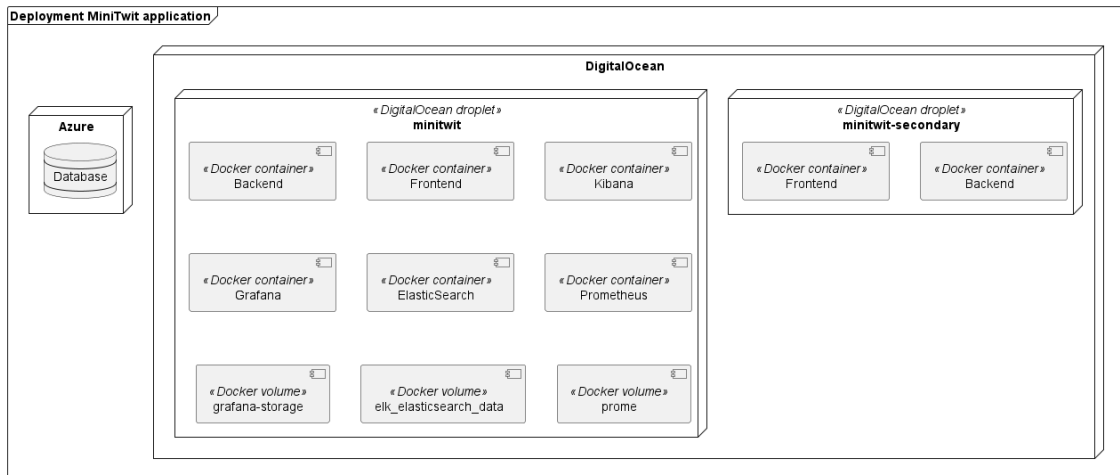 Deployment MiniTwit application
DigitalOcean
Azure
Database
«DigitalOcean droplet»
minitwit
«Docker container»
Backend
«Docker container»
Frontend
«Docker container»
Kibana
«Docker container»
Grafana
«Docker container»
ElasticSearch
«Docker container»
Prometheus
«Docker volume»
grafana-storage
«Docker volume»
elk_elasticsearch_data
«Docker volume»
prome
«DigitalOcean droplet»
minitwit-secondary
«Docker container»
Frontend
«Docker container»
Backend